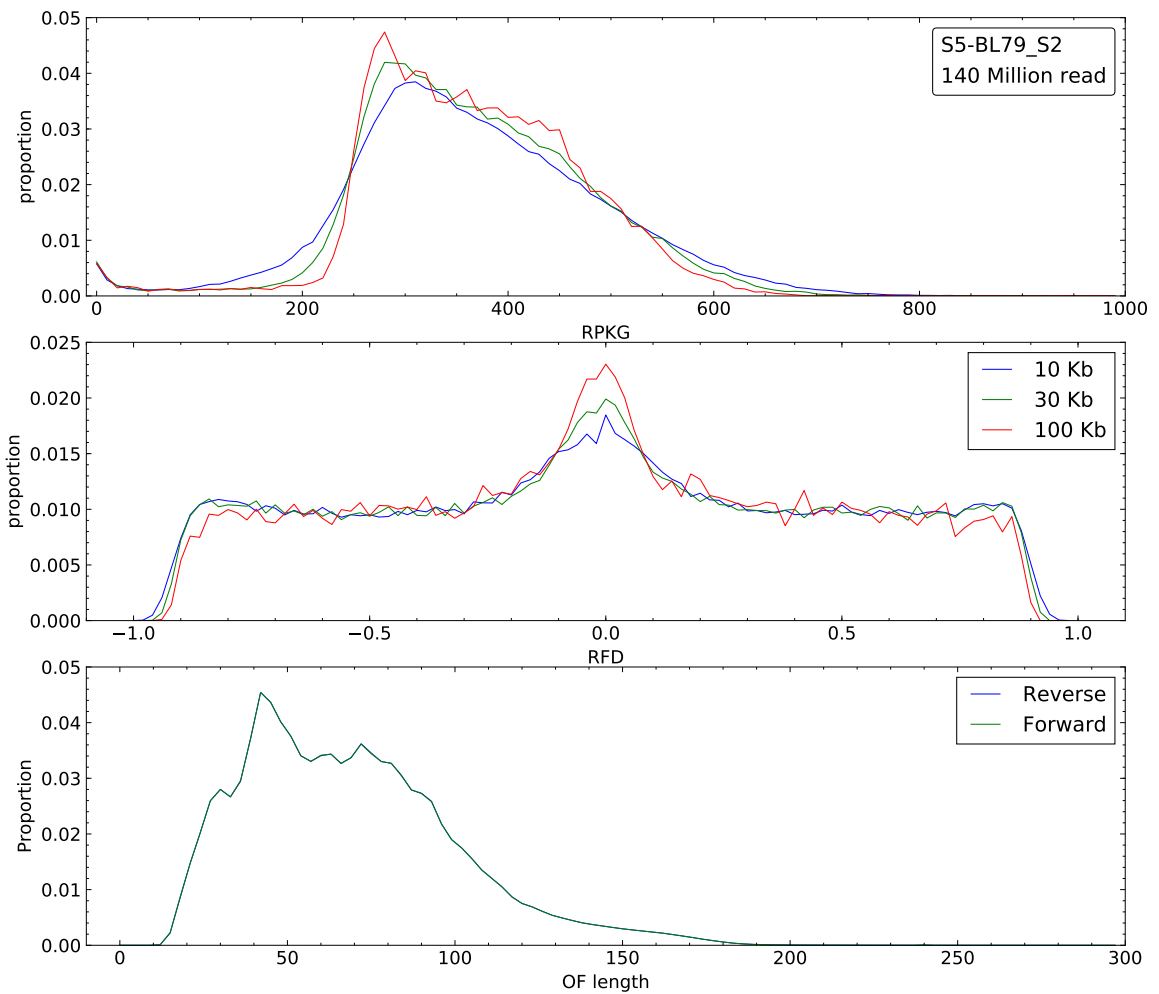 0.05
0.04
0.03
0.02
0.01
0.00
proportion
S5-BL79_S2
140 Million read
0 200 400 600 800 1000
RPKG
0.025
0.020
0.015
0.010
0.005
0.000
proportion
10 Kb
30 Kb
100 Kb
−1.0 −0.5 0.0 0.5 1.0
RFD
0.05
0.04
0.03
0.02
0.01
0.00
Proportion
Reverse
Forward
0 50 100 150 200 250 300
OF length